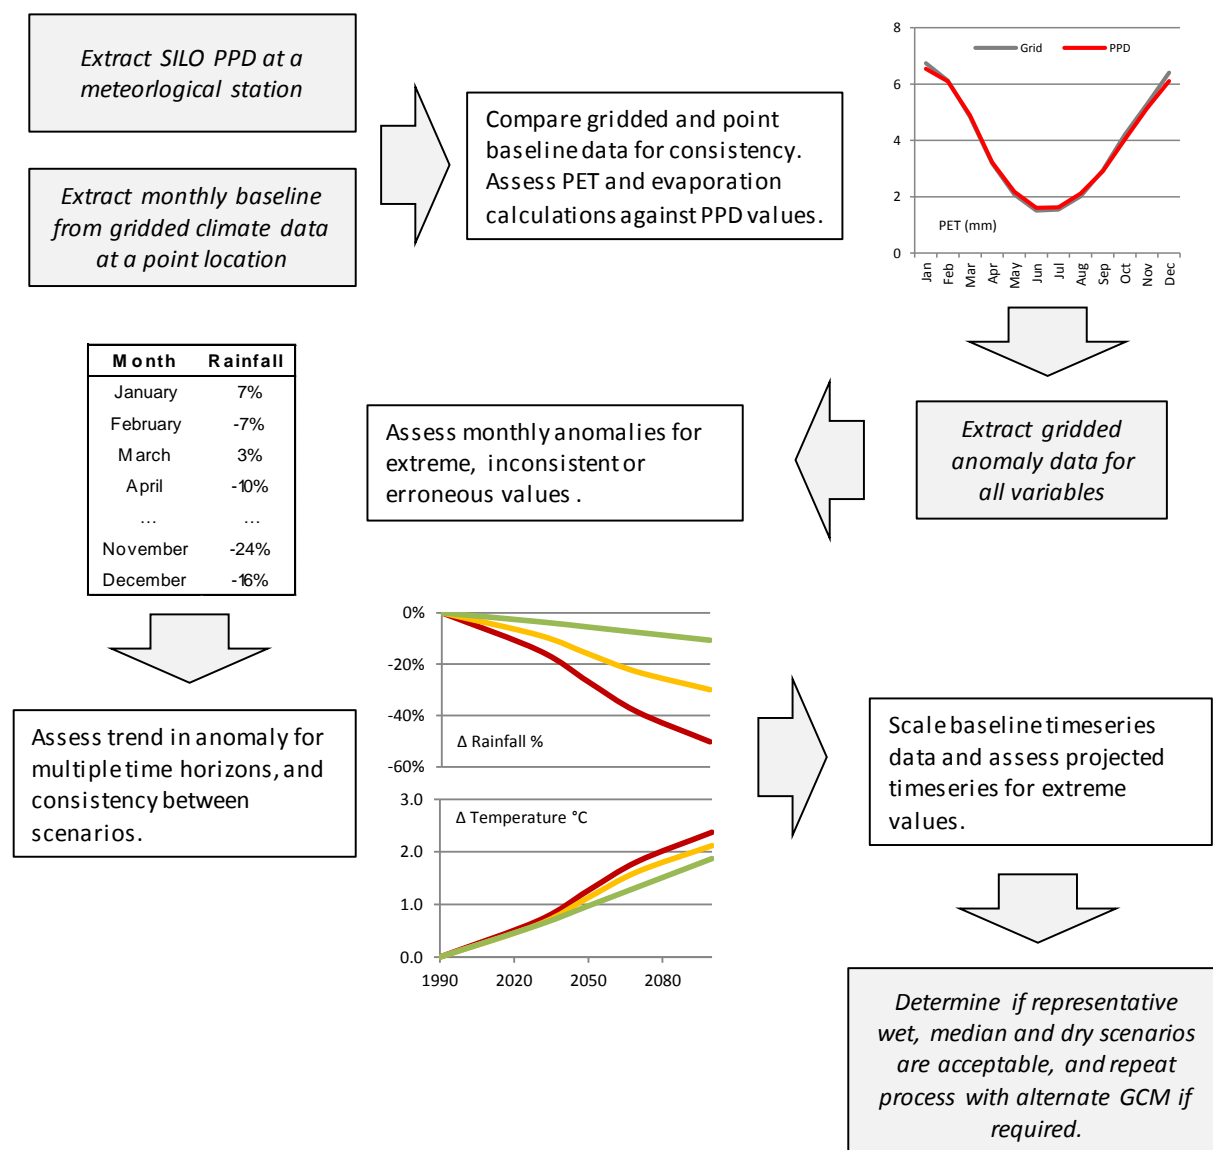 Extract SILO PPD at a
meteorlogical station
Extract monthly baseline
from gridded climate data
at a point location
Compare gridded and point
baseline data for consistency.
Assess PET and evaporation
calculations against PPD values.
8
6
4
2
0
Grid
PPD
PET (mm)
Jan
Feb
Mar
Apr
May
Jun
Jul
Aug
Sep
Oct
Nov
Dec
Extract gridded
anomaly data for
all variables
Assess monthly anomalies for
extreme, inconsistent or
erroneous values .
Month Rainfall
January 7%
February -7%
March 3%
April -10%
... ...
November -24%
December -16%
Assess trend in anomaly for
multiple time horizons, and
consistency between
scenarios.
0%
-20%
-40%
-60%
Δ Rainfall %
3.0
2.0
1.0
0.0
Δ Temperature °C
1990 2020 2050 2080
Scale baseline timeseries
data and assess projected
timeseries for extreme
values.
Determine if representative
wet, median and dry scenarios
are acceptable, and repeat
process with alternate GCM if
required.